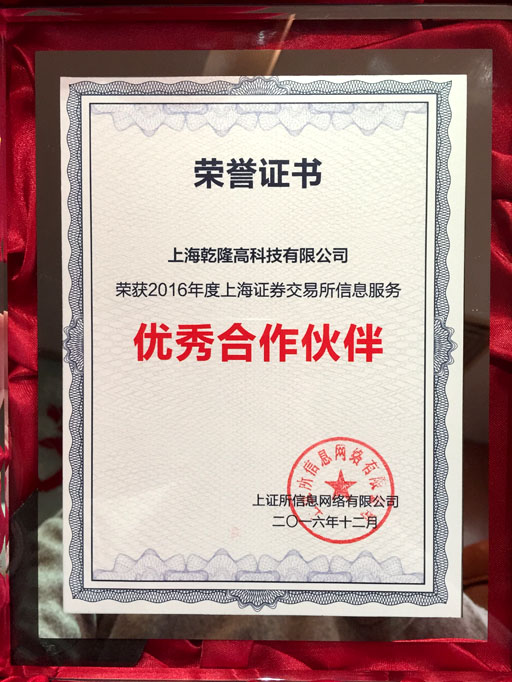 荣誉证书
上海乾隆高科技有限公司
荣获2016年度上海证券交易所信息服务
优秀合作伙伴
上证所信息网络有限公司
二〇一六年十二月